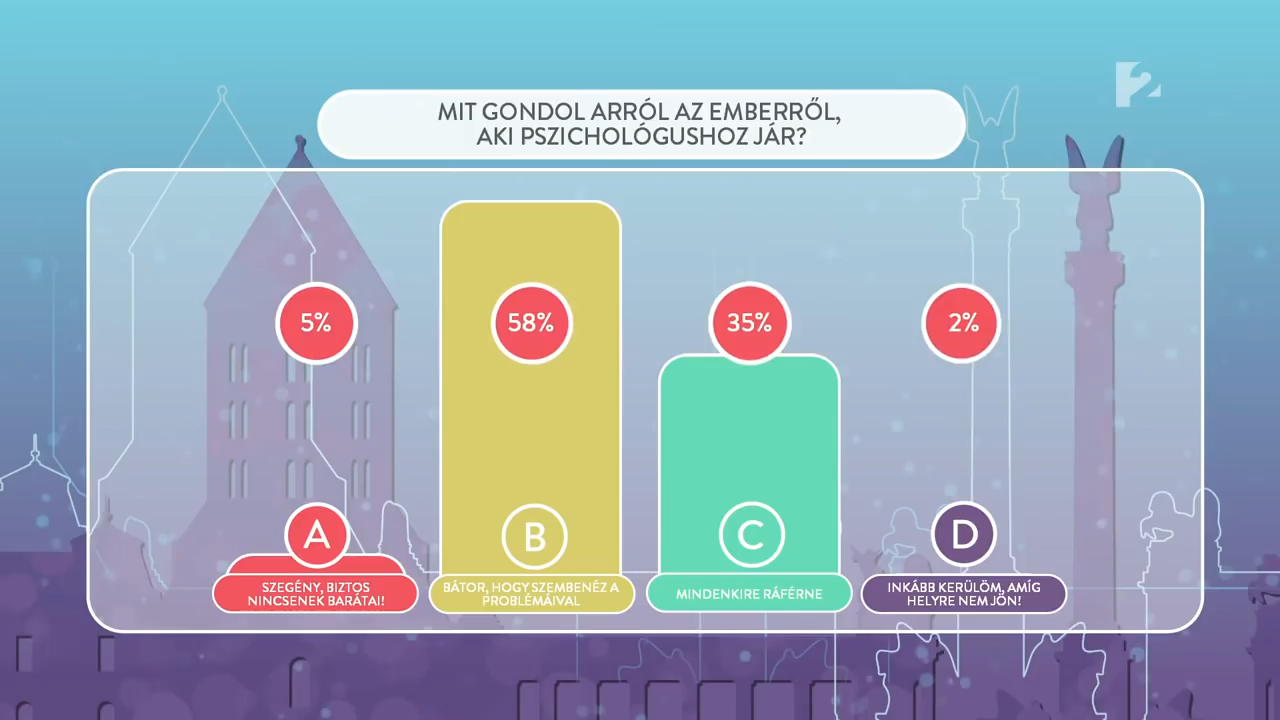 MIT GONDOL ARRÓL AZ EMBERRŐL,
AKI PSZICHOLÓGUSHOZ JÁR?
5%
58%
35%
2%
A
B
C
D
SZEGÉNY, BIZTOS
NINCSENEK BARÁTAI!
BÁTOR, HOGY SZEMBENÉZ A
PROBLÉMÁIVAL
MINDENKIRE RÁFÉRNE
INKÁBB KERÜLÖM, AMÍG
HELYRE NEM JÖN!
2